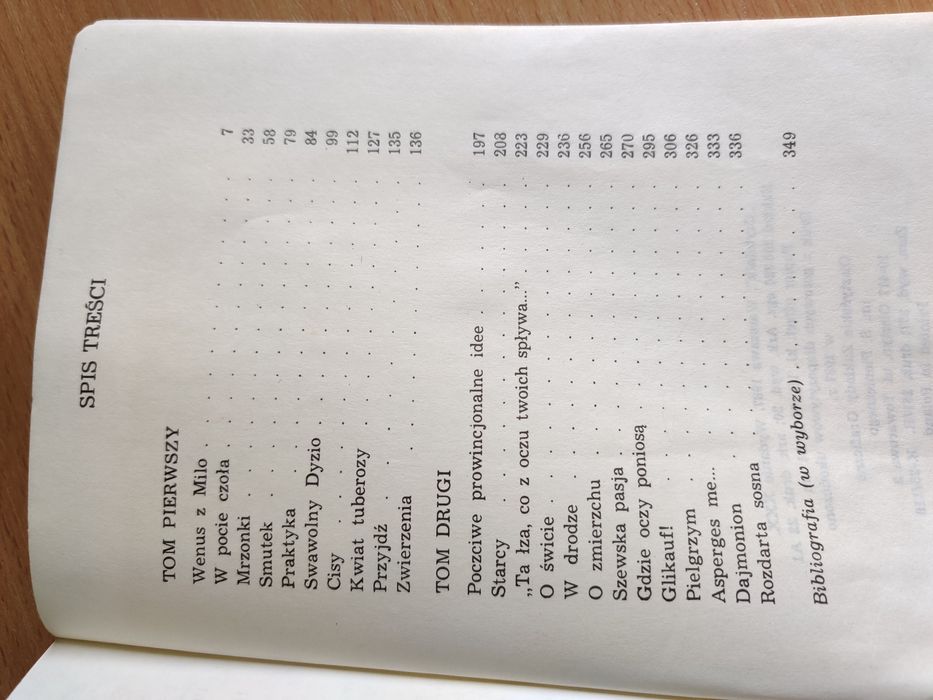 SPIS TREŚCI
TOM PIERWSZY
Wenus z Milo . . . . . . . . . . 7
W pocie czoła . . . . . . . . . . 33
Mrzonki . . . . . . . . . . 58
Smutek . . . . . . . . . . 79
Praktyka . . . . . . . . . . 84
Swawolny Dyzio . . . . . . . . . . 99
Cisy . . . . . . . . . . 112
Kwiat tuberozy . . . . . . . . . . 127
Przyjdź . . . . . . . . . . 135
Zwierzenia . . . . . . . . . . 136
TOM DRUGI
Poczciwe prowincjonalne idee . . . . . . 197
Starcy . . . . . . . . . . 208
„Ta łza, co z oczu twoich spływa...” . . . . 223
O świcie . . . . . . . . . . 229
W drodze . . . . . . . . . . 236
O zmierzchu . . . . . . . . . . 256
Szewska pasja . . . . . . . . . . 265
Gdzie oczy poniosą . . . . . . . . . . 270
Glikauf! . . . . . . . . . . 295
Pielgrzym . . . . . . . . . . 306
Asperges me... . . . . . . . . . . 326
Dajmonion . . . . . . . . . . 333
Rozdarta sosna . . . . . . . . . . 336
Bibliografia (w wyborze) . . . . . . . . 349